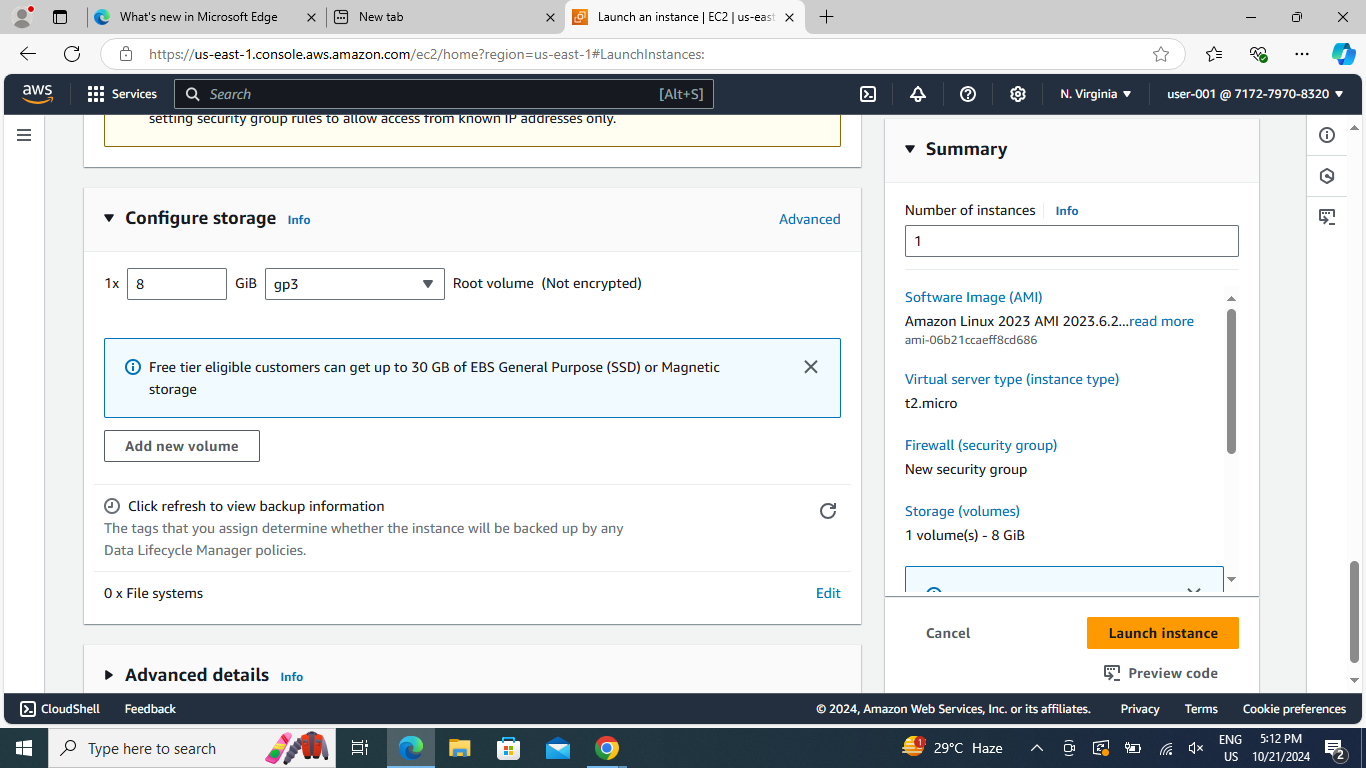 What's new in Microsoft Edge
New tab
Launch an instance | EC2 | us-east
https://us-east-1.console.aws.amazon.com/ec2/home?region=us-east-1#LaunchInstances:
aws
Services
Search
[Alt+S]
N. Virginia
user-001 @ 7172-7970-8320
setting security group rules to allow access from known IP addresses only.
Configure storage
Info
Advanced
1x
8
GiB
gp3
Root volume (Not encrypted)
Free tier eligible customers can get up to 30 GB of EBS General Purpose (SSD) or Magnetic
storage
Add new volume
Click refresh to view backup information
The tags that you assign determine whether the instance will be backed up by any
Data Lifecycle Manager policies.
0 x File systems
Edit
Advanced details
Info
Summary
Number of instances
Info
1
Software Image (AMI)
Amazon Linux 2023 AMI 2023.6.2...read more
ami-06b21ccaeff8cd686
Virtual server type (instance type)
t2.micro
Firewall (security group)
New security group
Storage (volumes)
1 volume(s) - 8 GiB
Cancel
Launch instance
Preview code
CloudShell
Feedback
© 2024, Amazon Web Services, Inc. or its affiliates.
Privacy
Terms
Cookie preferences
Type here to search
1
29°C Haze
ENG
US
5:12 PM
10/21/2024
2